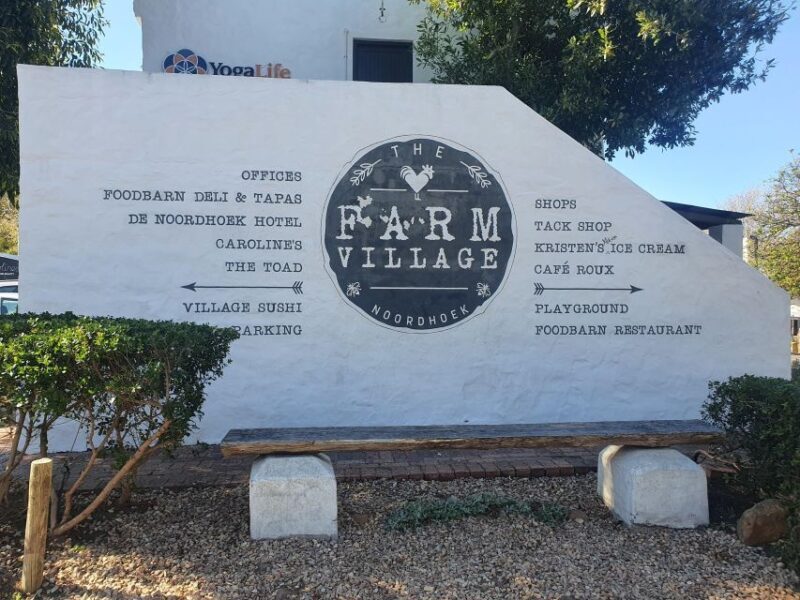 YogaLife
OFFICES
FOODBARN DELI & TAPAS
DE NOORDHOEK HOTEL
CAROLINE'S
THE TOAD
VILLAGE SUSHI
PARKING
THE
FARM
VILLAGE
NOORDHOEK
SHOPS
TACK SHOP
KRISTEN'S ICE CREAM
CAFÉ ROUX
PLAYGROUND
FOODBARN RESTAURANT